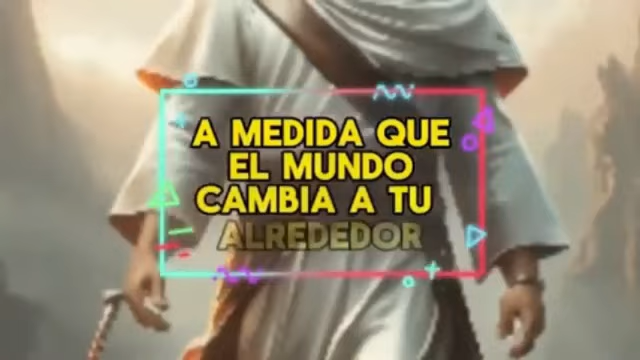 A MEDIDA QUE
EL MUNDO
CAMBIA A TU
ALREDEDOR